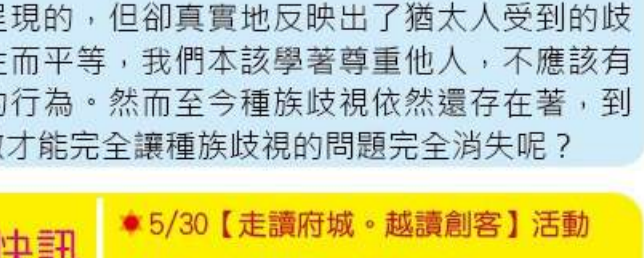 呈現的，但卻真實地反映出了猶太人受到的歧
而平等，我們本該學著尊重他人，不應該有
的行為。然而至今種族歧視依然還存在著，到
才能完全讓種族歧視的問題完全消失呢？
快訊
5/30【走讀府城。越讀創客】活動